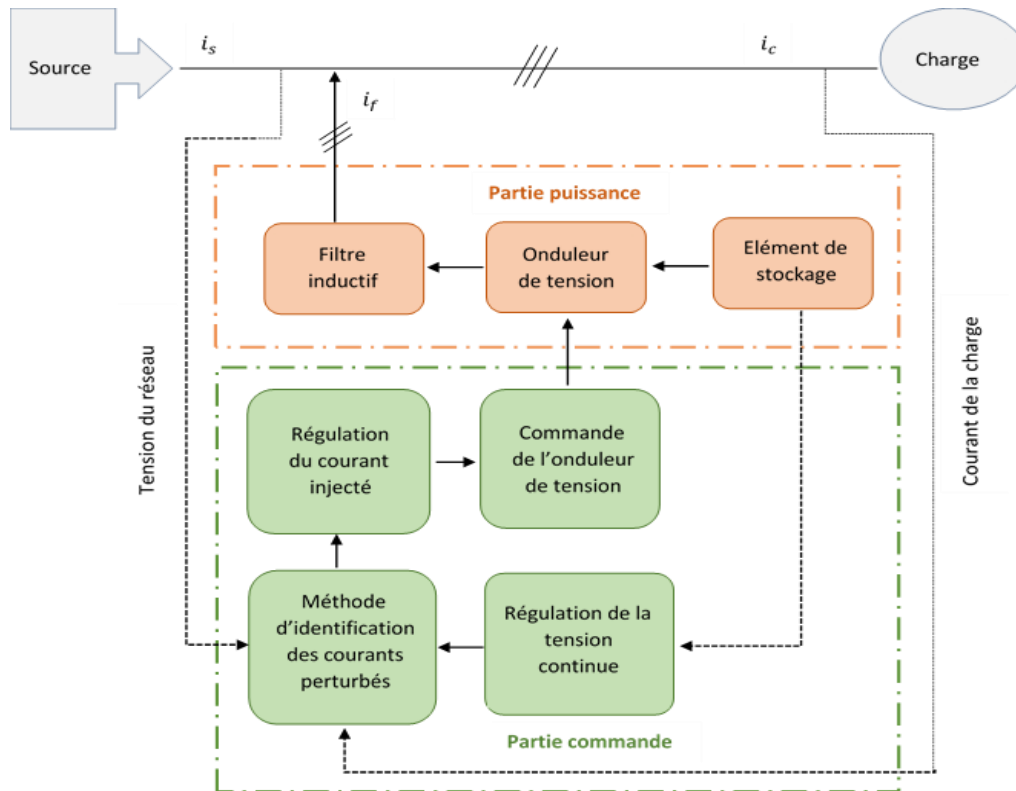 i_s
i_c
Source
Charge
i_f
Partie puissance
Filtre
inductif
Onduleur
de tension
Elément de
stockage
Tension du réseau
Courant de la charge
Régulation
du courant
injecté
Commande
de l'onduleur
de tension
Méthode
d'identification
des courants
perturbés
Régulation de la
tension
continue
Partie commande